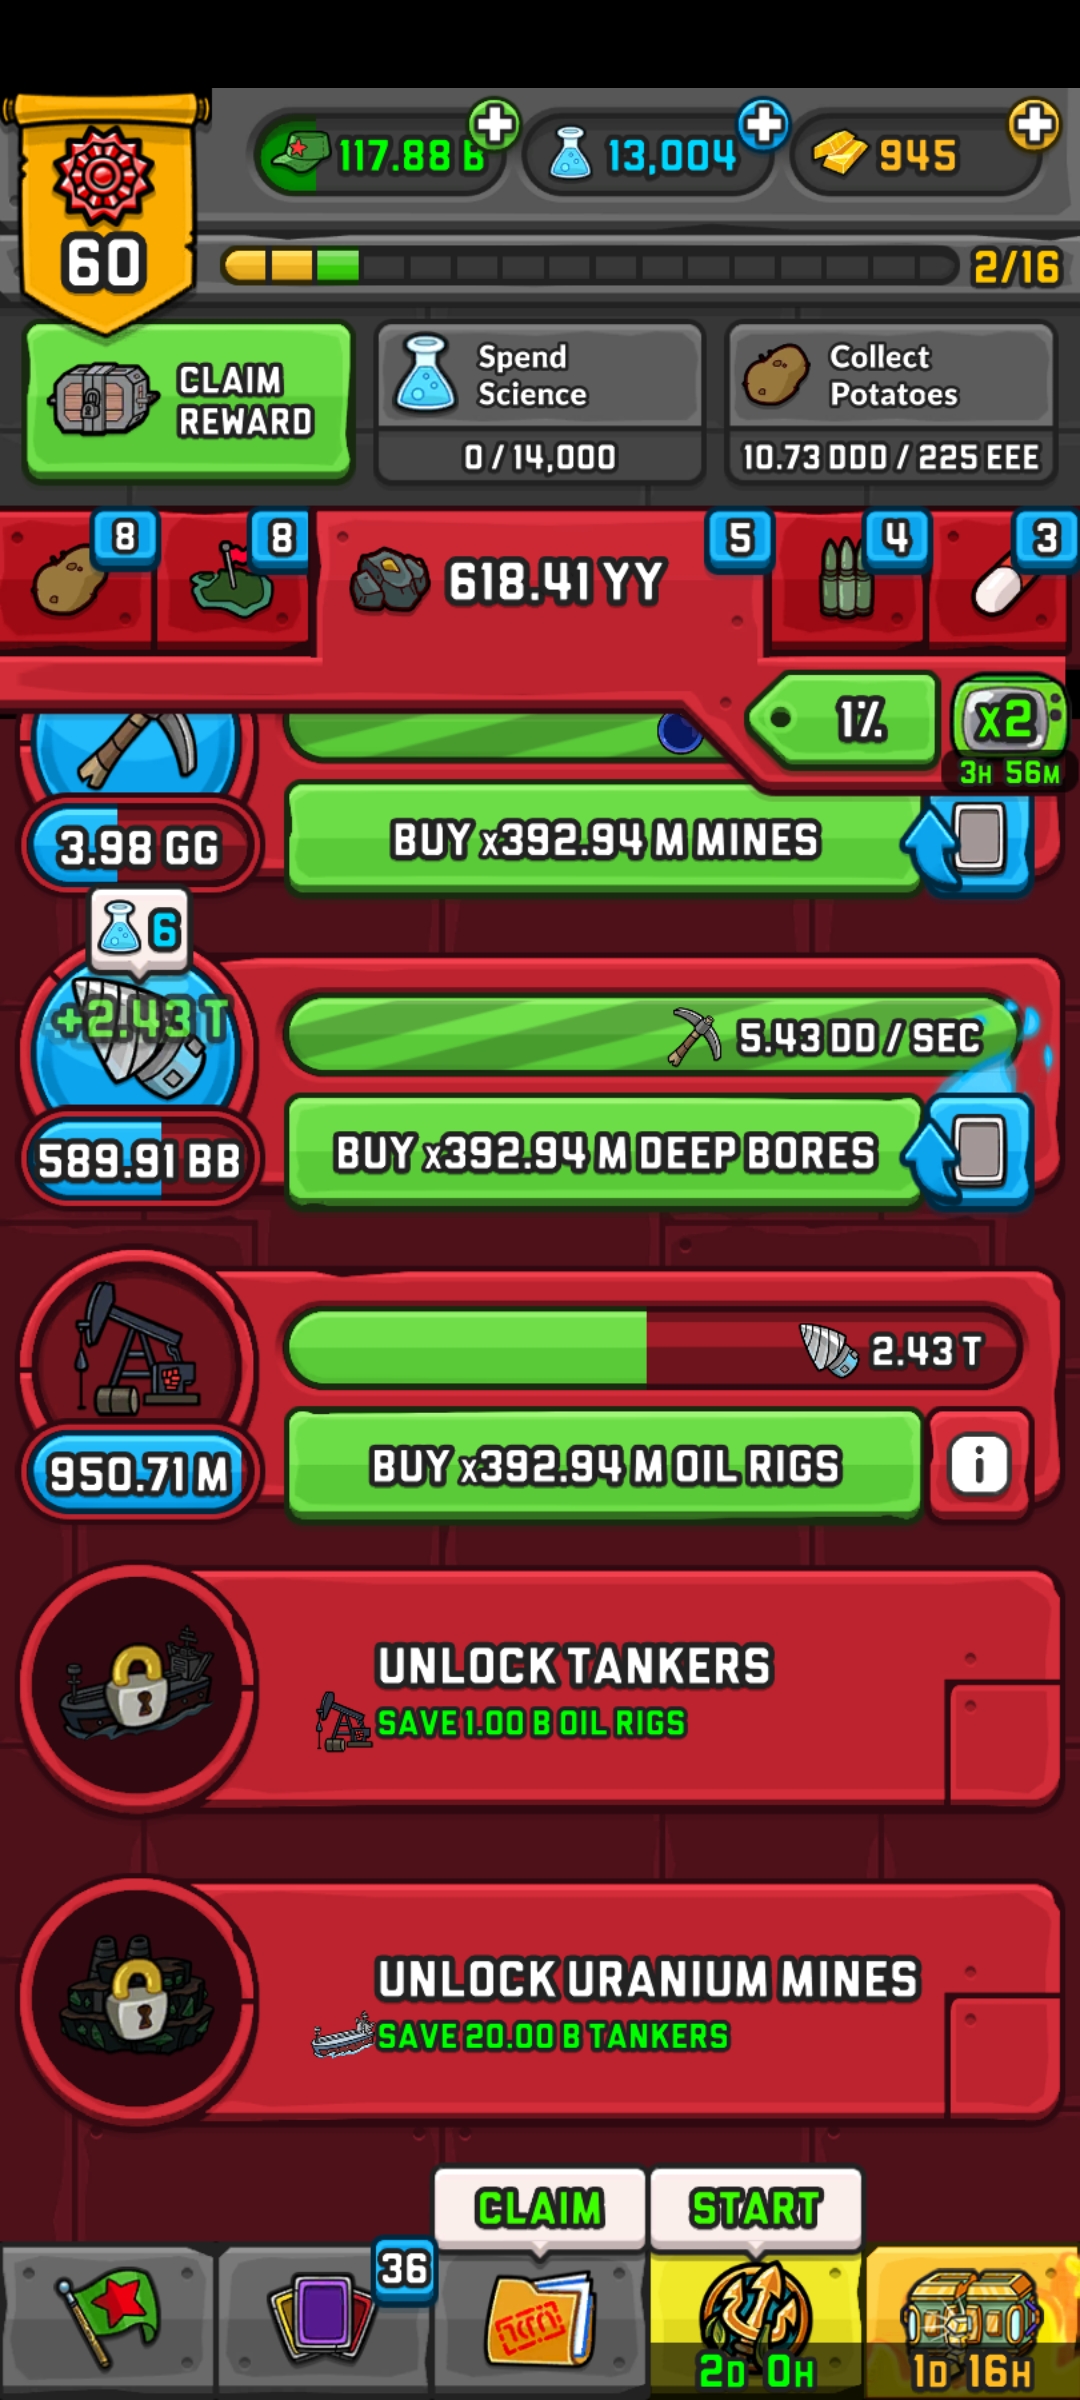 117.88 B
13,004
945
60
2/16
CLAIM
REWARD
Spend
Science
0 / 14,000
Collect
Potatoes
10.73 DDD / 225 EEE
8
8
618.41 YY
5
4
3
1%
x2
3H 56M
3.98 GG
BUY x392.94 M MINES
6
+2.43 T
5.43 DD / SEC
589.91 BB
BUY x392.94 M DEEP BORES
2.43 T
950.71 M
BUY x392.94 M OIL RIGS
i
UNLOCK TANKERS
SAVE 1.00 B OIL RIGS
UNLOCK URANIUM MINES
SAVE 20.00 B TANKERS
CLAIM
START
36
2D 0H
1D 16H